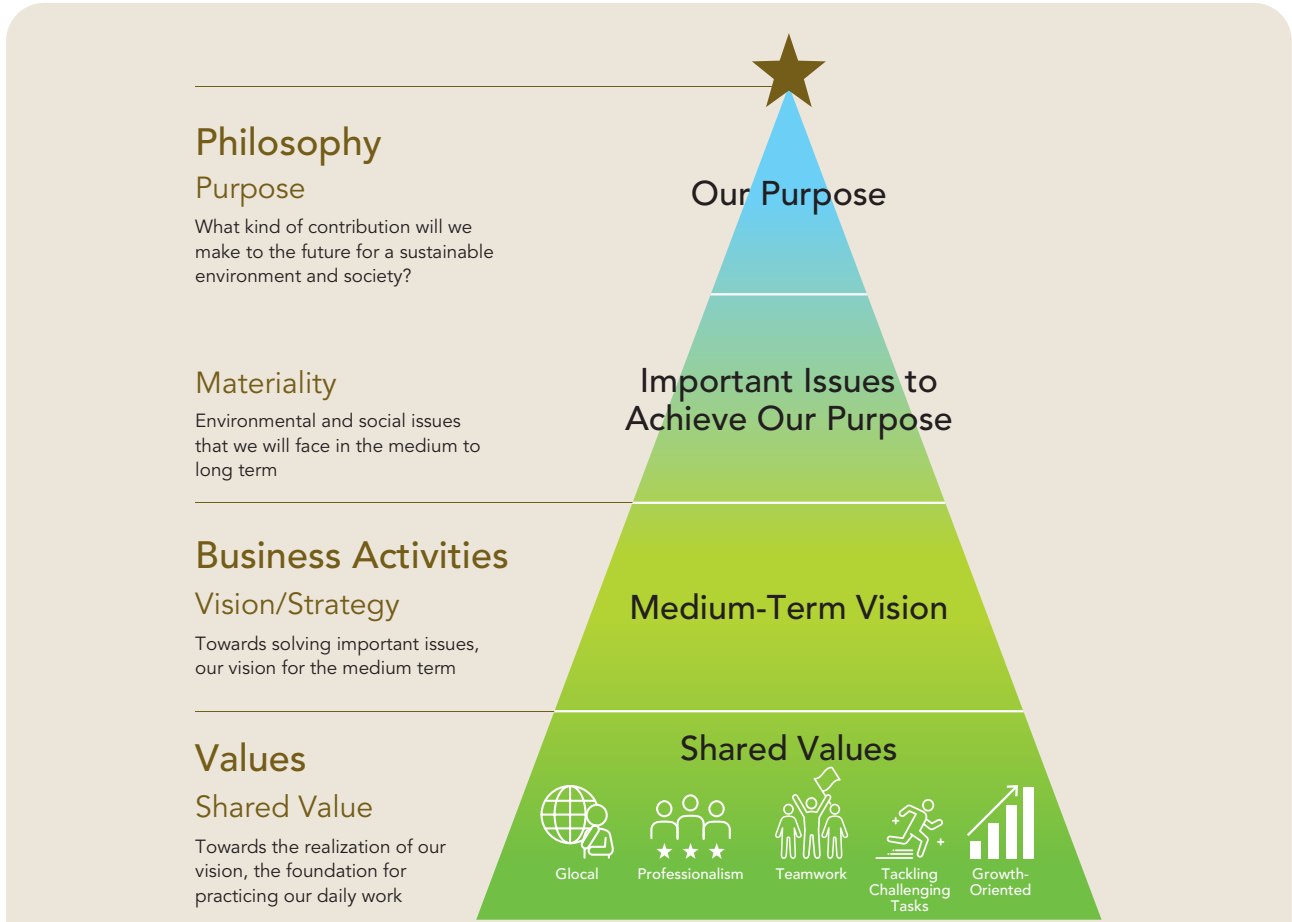 Philosophy
Purpose
What kind of contribution will we
make to the future for a sustainable
environment and society?
Our Purpose
Materiality
Environmental and social issues
that we will face in the medium to
long term
Important Issues to
Achieve Our Purpose
Business Activities
Vision/Strategy
Towards solving important issues,
our vision for the medium term
Medium-Term Vision
Values
Shared Value
Towards the realization of our
vision, the foundation for
practicing our daily work
Shared Values
Glocal
Professionalism
Teamwork
Tackling
Challenging
Tasks
Growth-
Oriented